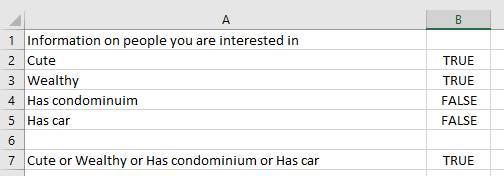 A B
1 Information on people you are interested in
2 Cute TRUE
3 Wealthy TRUE
4 Has condominuim FALSE
5 Has car FALSE
6
7 Cute or Wealthy or Has condominium or Has car TRUE